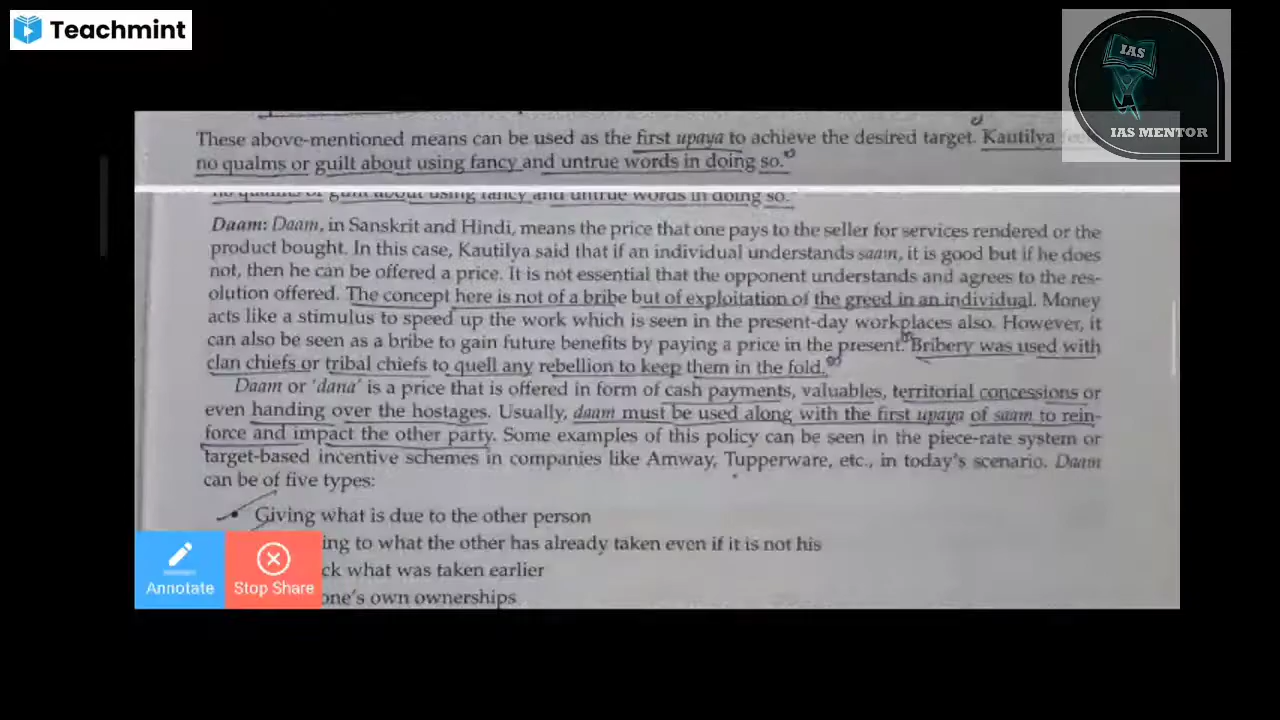 Teachmint
IAS
IAS MENTOR
These above-mentioned means can be used as the first upaya to achieve the desired target. Kautilya
no qualms or guilt about using fancy and untrue words in doing so.
no qualms or guilt about using fancy and untrue words in doing so.
Daam: Daam, in Sanskrit and Hindi, means the price that one pays to the seller for services rendered or the
product bought. In this case, Kautilya said that if an individual understands saam, it is good but if he does
not, then he can be offered a price. It is not essential that the opponent understands and agrees to the res-
olution offered. The concept here is not of a bribe but of exploitation of the greed in an individual. Money
acts like a stimulus to speed up the work which is seen in the present-day workplaces also. However, it
can also be seen as a bribe to gain future benefits by paying a price in the present. Bribery was used with
clan chiefs or tribal chiefs to quell any rebellion to keep them in the fold.
Daam or 'dana' is a price that is offered in form of cash payments, valuables, territorial concessions or
even handing over the hostages. Usually, daam must be used along with the first upaya of saam to rein-
force and impact the other party. Some examples of this policy can be seen in the piece-rate system or
target-based incentive schemes in companies like Amway, Tupperware, etc., in today's scenario. Daam
can be of five types:
• Giving what is due to the other person
ing to what the other has already taken even if it is not his
ck what was taken earlier
one's own ownerships
Annotate
Stop Share